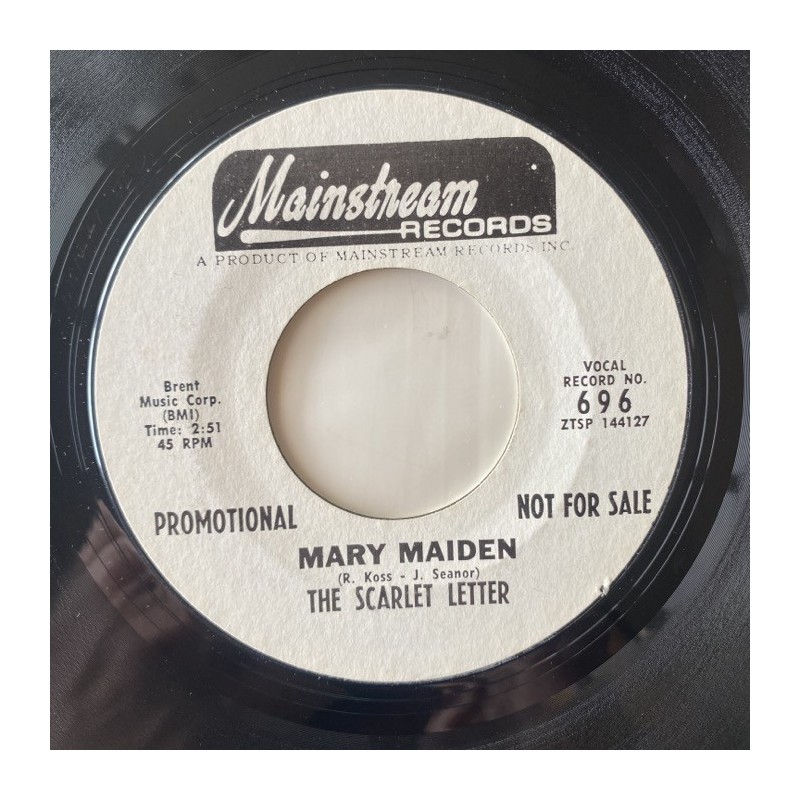 Mainstream
RECORDS
A PRODUCT OF MAINSTREAM RECORDS INC.
Brent
Music Corp.
(BMI)
Time: 2:51
45 RPM
VOCAL
RECORD NO.
696
ZTSP 144127
PROMOTIONAL
NOT FOR SALE
MARY MAIDEN
(R. Koss - J. Seanor)
THE SCARLET LETTER